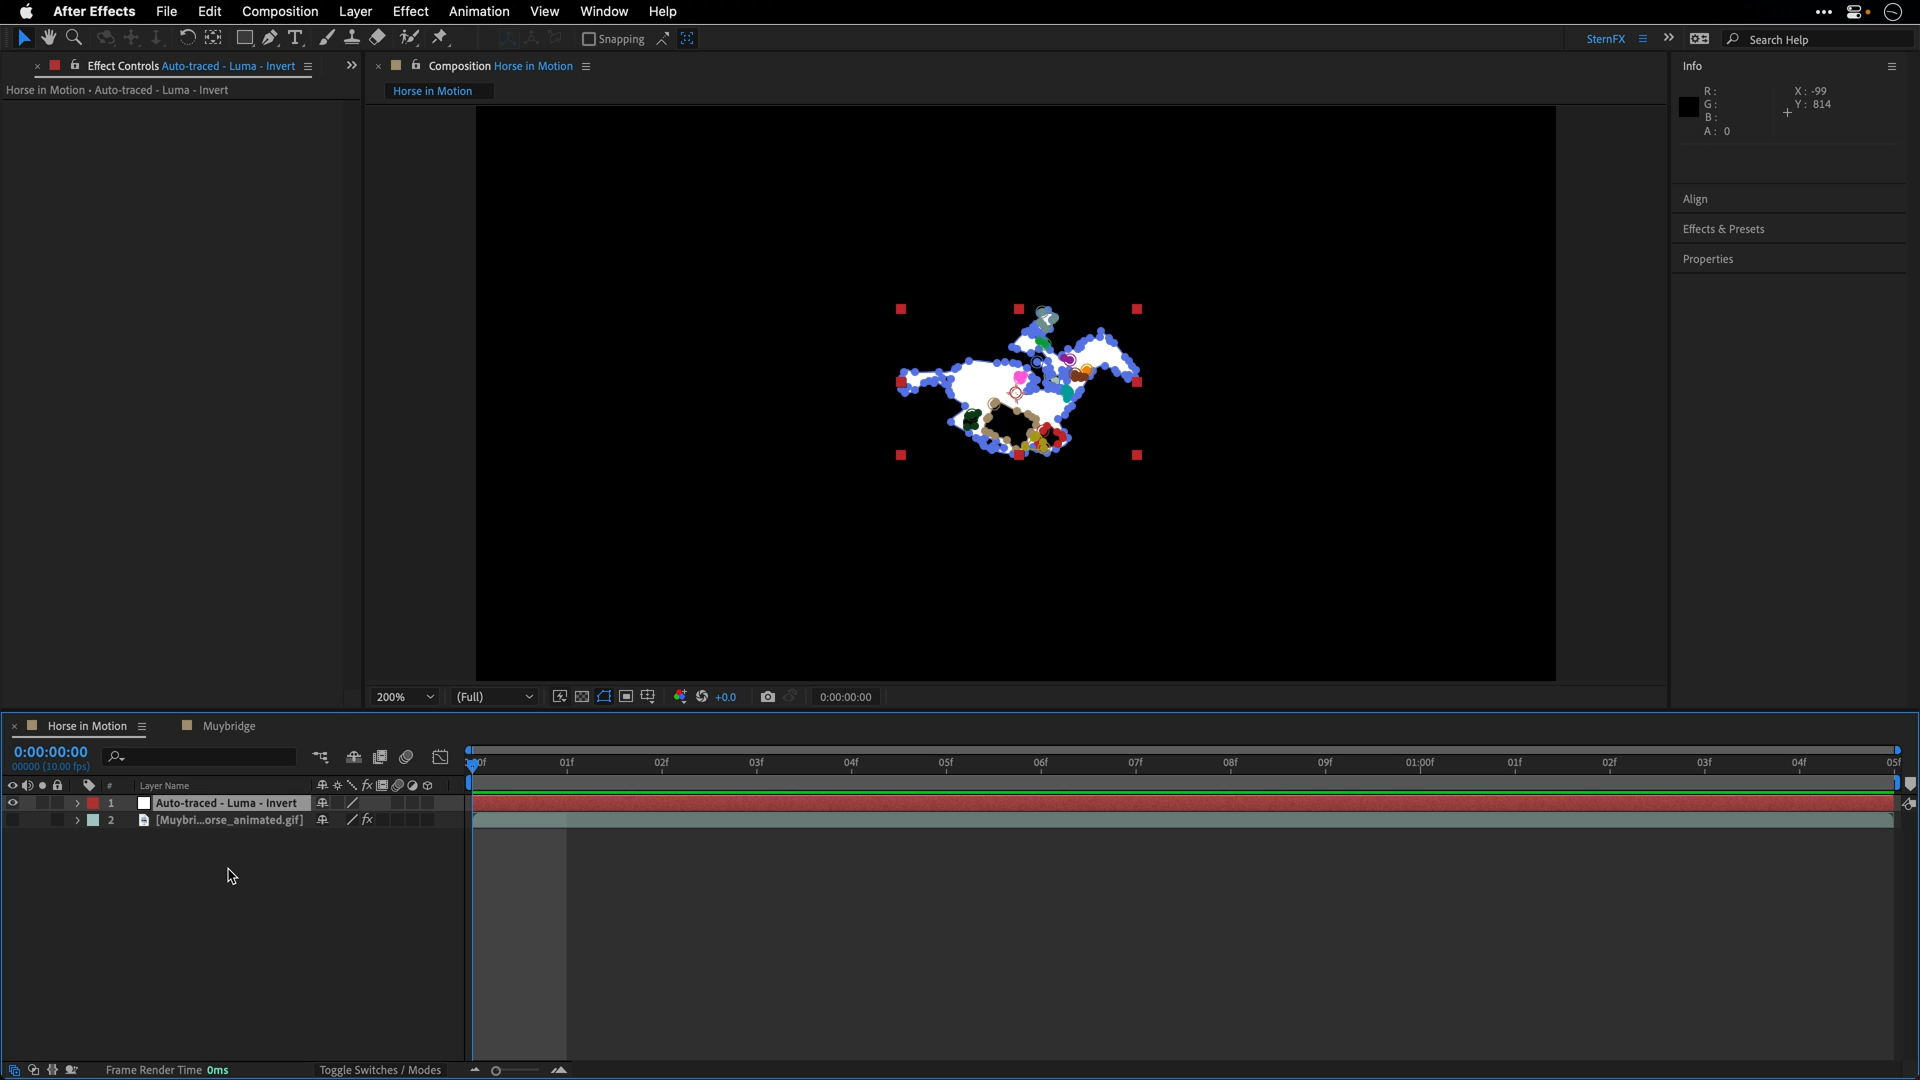 After Effects File Edit Composition Layer Effect Animation View Window Help
Snapping SternFX Search Help
Effect Controls Auto-traced - Luma - Invert
Horse in Motion • Auto-traced - Luma - Invert
Composition Horse in Motion
Horse in Motion
Info
R:
G:
B:
A: 0
X: -99
Y: 814
Align
Effects & Presets
Properties
200% (Full) +0.0 0:00:00:00
Horse in Motion Muybridge
0:00:00:00
00000 (10.00 fps)
01f 02f 03f 04f 05f 06f 07f 08f 09f 01:00f 01f 02f 03f 04f 05f
# Layer Name
1 Auto-traced - Luma - Invert
2 [Muybri...orse_animated.gif] fx
Frame Render Time 0ms Toggle Switches / Modes